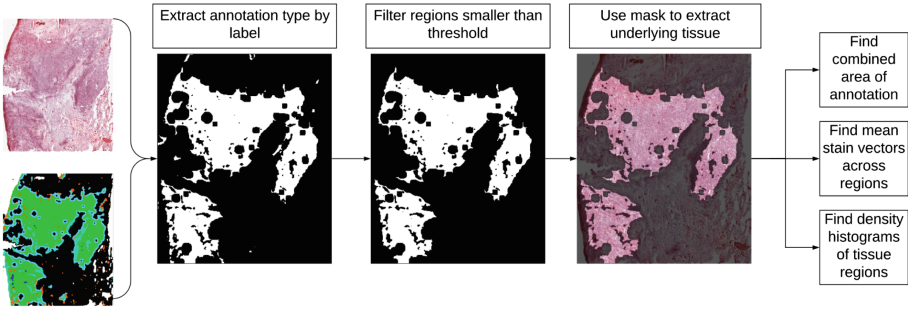 Extract annotation type by
label
Filter regions smaller than
threshold
Use mask to extract
underlying tissue
Find
combined
area of
annotation
Find mean
stain vectors
across
regions
Find density
histograms
of tissue
regions